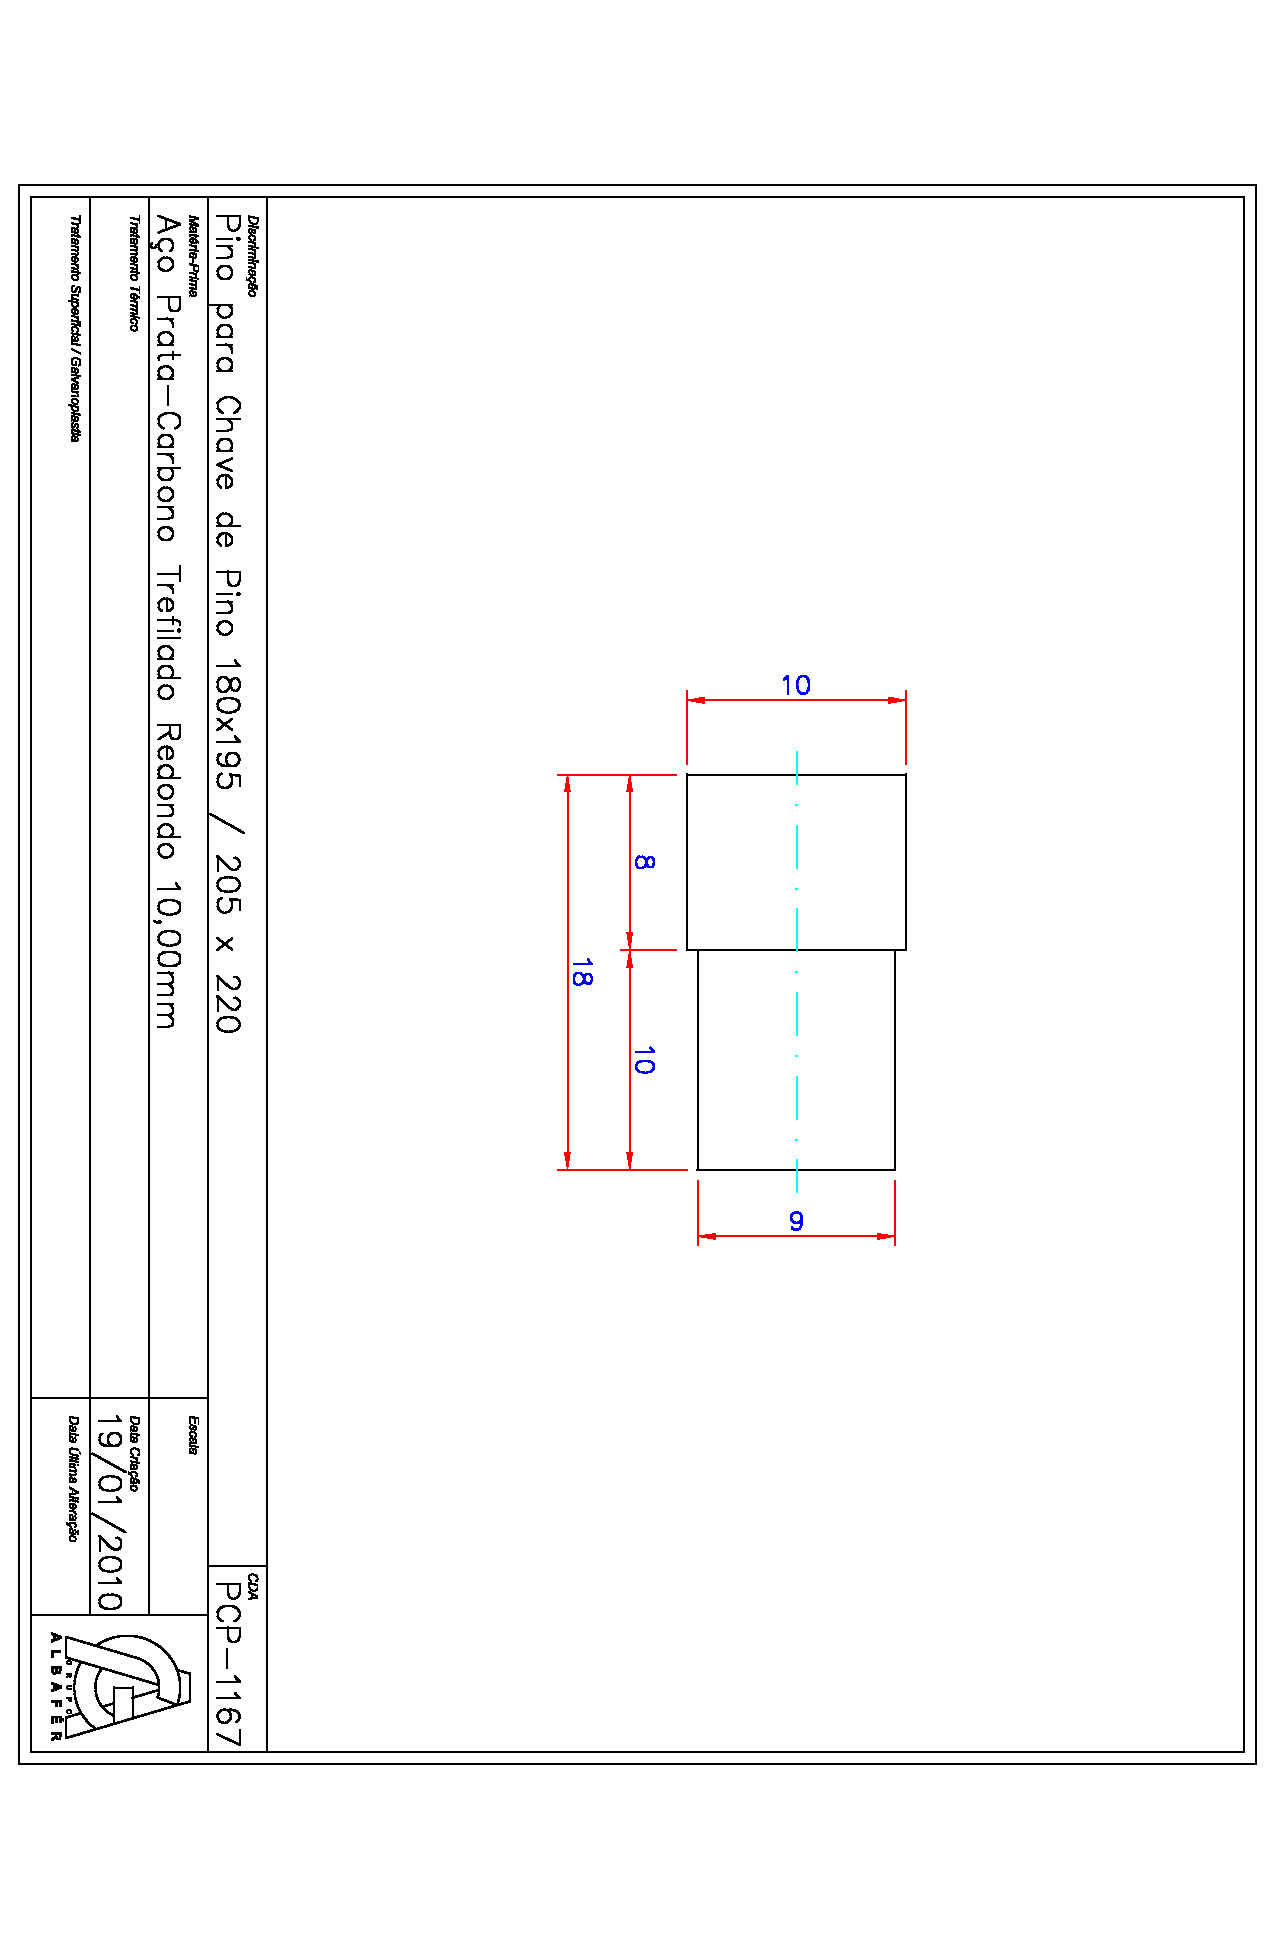 10
8
18
10
9
Discriminação
Pino para Chave de Pino 180x195 / 205 x 220
CDA
PCP-1167
Matéria-Prima
Aço Prata-Carbono Trefilado Redondo 10,00mm
Escala
Tratamento Térmico
Data Criação
19/01/2010
Tratamento Superficial / Galvanoplastia
Data Última Alteração
GRUPO
ALBAFÉR